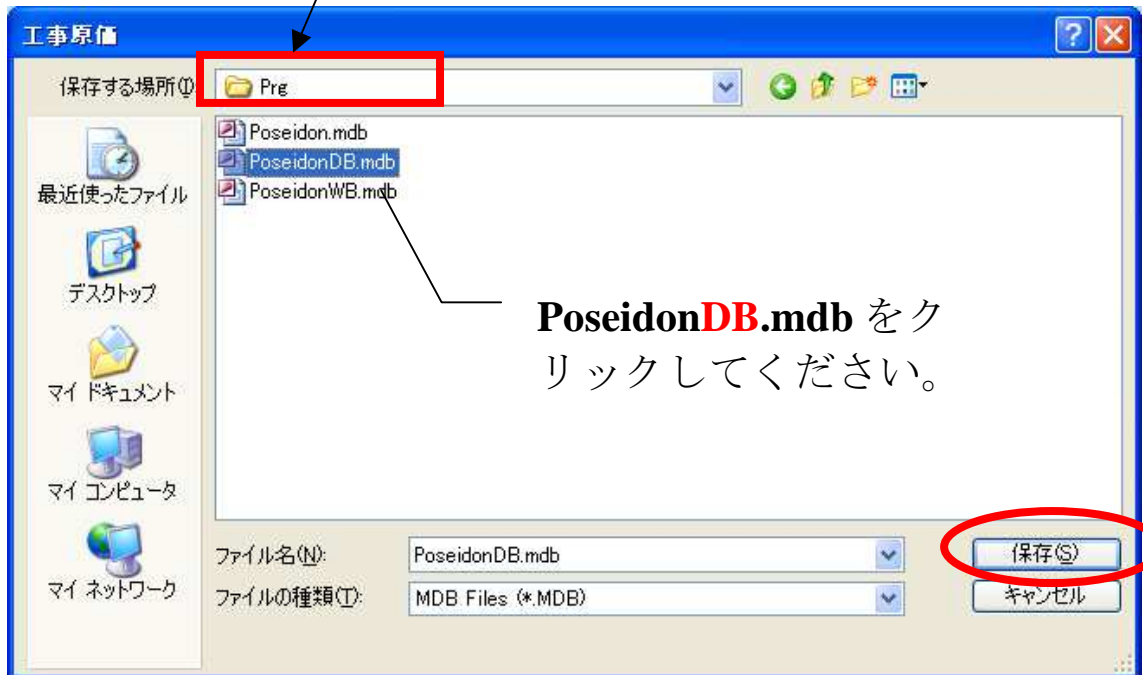 工事原価
保存する場所(I):
Prg
Poseidon.mdb
PoseidonDB.mdb
PoseidonWB.mdb
最近使ったファイル
デスクトップ
マイ ドキュメント
マイ コンピュータ
マイ ネットワーク
PoseidonDB.mdb をク
リックしてください。
ファイル名(N): PoseidonDB.mdb 保存(S)
ファイルの種類(T): MDB Files (*.MDB) キャンセル